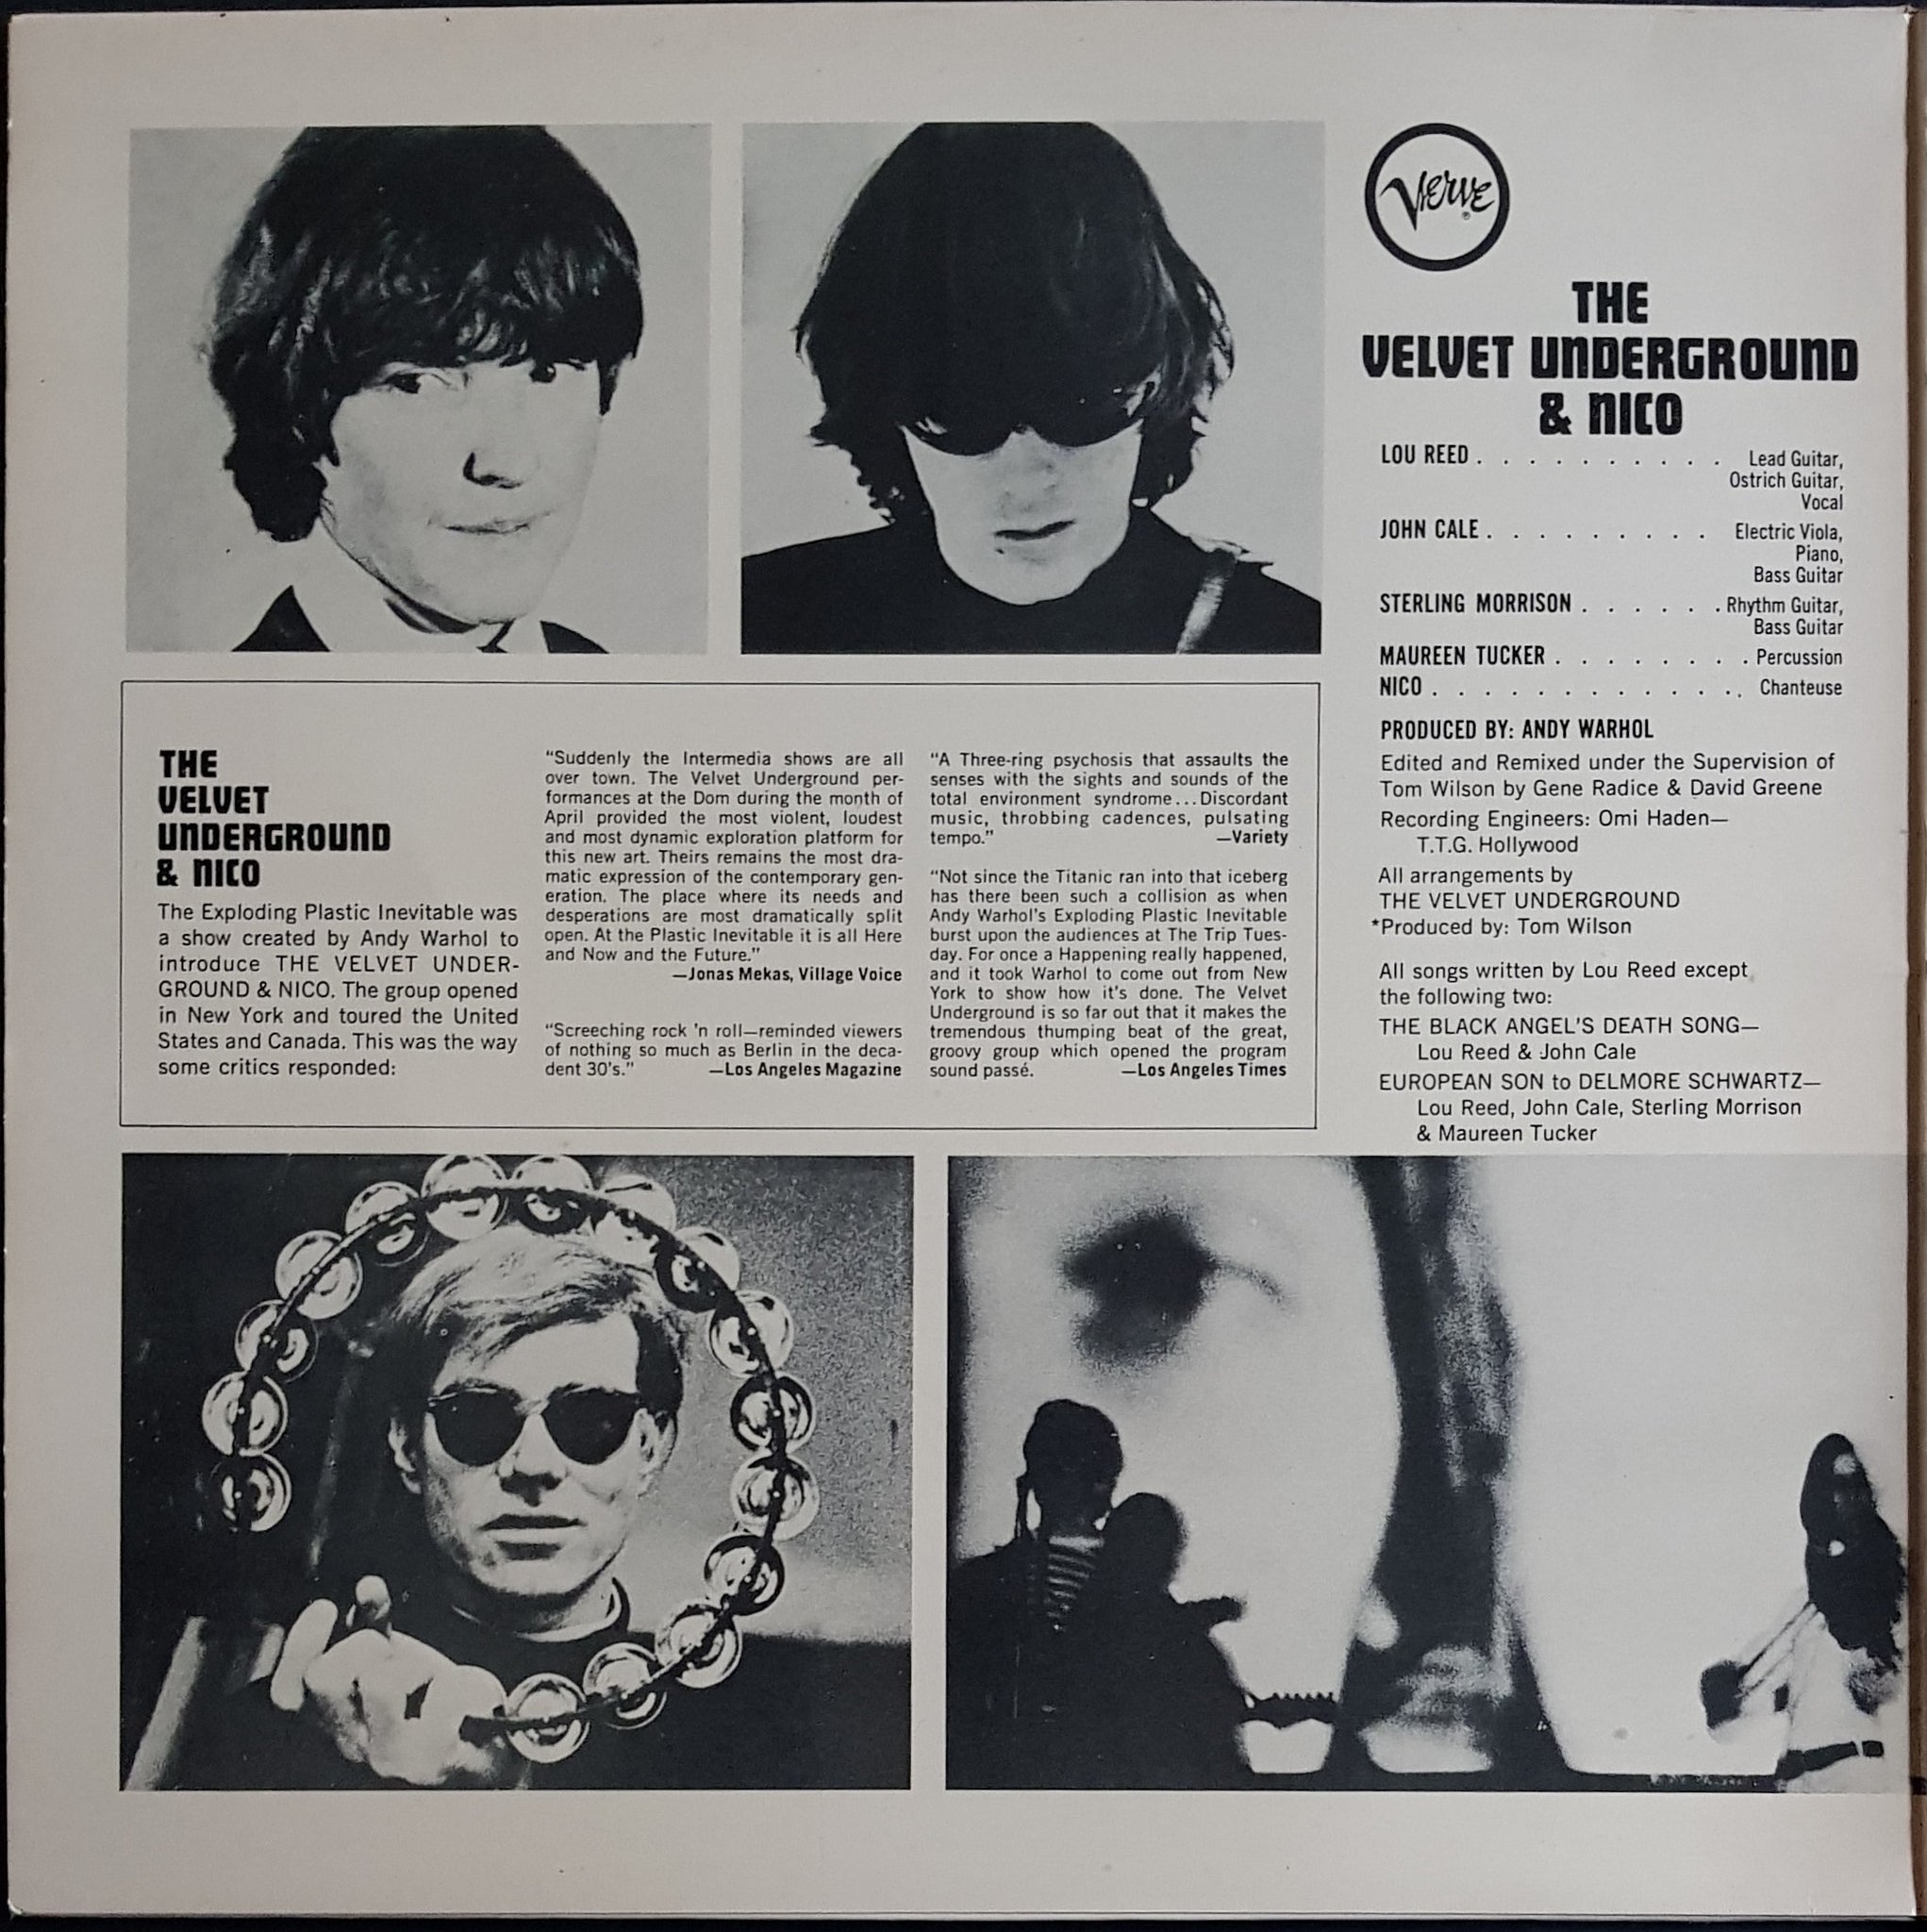 Verve
®
THE
VELVET UNDERGROUND
& NICO
LOU REED . . . . . . . . . . Lead Guitar,
Ostrich Guitar,
Vocal
JOHN CALE . . . . . . . . . Electric Viola,
Piano,
Bass Guitar
STERLING MORRISON . . . . . . Rhythm Guitar,
Bass Guitar
MAUREEN TUCKER . . . . . . . . Percussion
NICO . . . . . . . . . . . . . Chanteuse
PRODUCED BY: ANDY WARHOL
Edited and Remixed under the Supervision of
Tom Wilson by Gene Radice & David Greene
Recording Engineers: Omi Haden—
T.T.G. Hollywood
All arrangements by
THE VELVET UNDERGROUND
*Produced by: Tom Wilson
All songs written by Lou Reed except
the following two:
THE BLACK ANGEL'S DEATH SONG—
Lou Reed & John Cale
EUROPEAN SON to DELMORE SCHWARTZ—
Lou Reed, John Cale, Sterling Morrison
& Maureen Tucker
THE
VELVET
UNDERGROUND
& NICO
The Exploding Plastic Inevitable was
a show created by Andy Warhol to
introduce THE VELVET UNDER-
GROUND & NICO. The group opened
in New York and toured the United
States and Canada. This was the way
some critics responded:
"Suddenly the Intermedia shows are all
over town. The Velvet Underground per-
formances at the Dom during the month of
April provided the most violent, loudest
and most dynamic exploration platform for
this new art. Theirs remains the most dra-
matic expression of the contemporary gen-
eration. The place where its needs and
desperations are most dramatically split
open. At the Plastic Inevitable it is all Here
and Now and the Future."
—Jonas Mekas, Village Voice
"Screeching rock 'n roll—reminded viewers
of nothing so much as Berlin in the deca-
dent 30's." —Los Angeles Magazine
"A Three-ring psychosis that assaults the
senses with the sights and sounds of the
total environment syndrome...Discordant
music, throbbing cadences, pulsating
tempo." —Variety
"Not since the Titanic ran into that iceberg
has there been such a collision as when
Andy Warhol's Exploding Plastic Inevitable
burst upon the audiences at The Trip Tues-
day. For once a Happening really happened,
and it took Warhol to come out from New
York to show how it's done. The Velvet
Underground is so far out that it makes the
tremendous thumping beat of the great,
groovy group which opened the program
sound passé. —Los Angeles Times